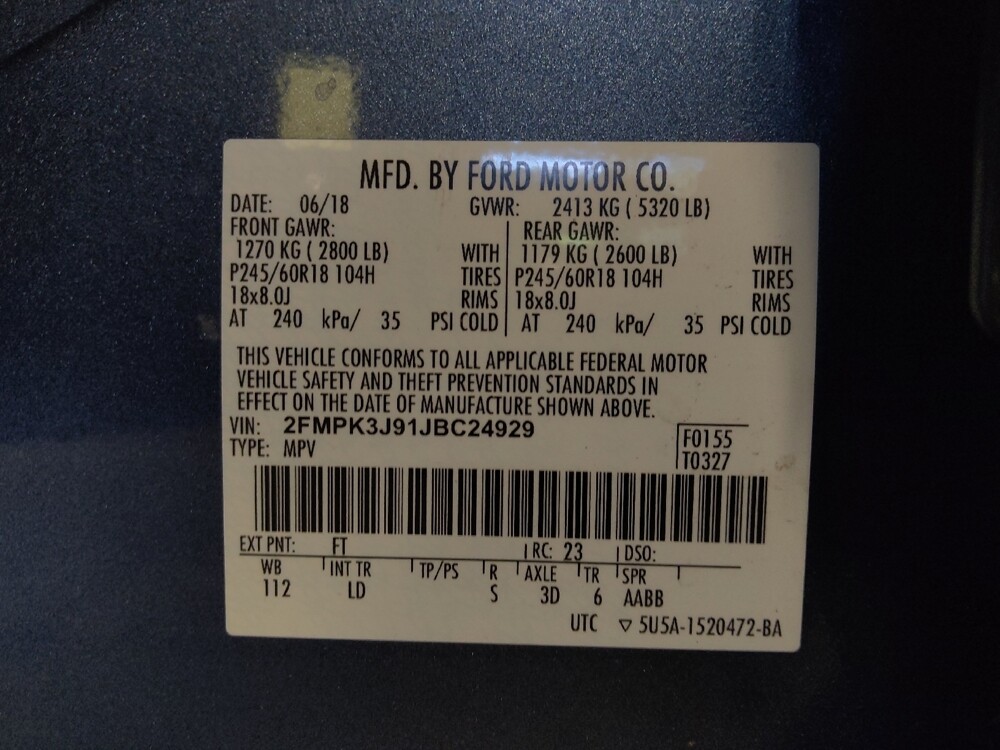 MFD. BY FORD MOTOR CO.
DATE: 06/18 GVWR: 2413 KG ( 5320 LB)
FRONT GAWR: REAR GAWR:
1270 KG ( 2800 LB) WITH 1179 KG ( 2600 LB) WITH
P245/60R18 104H TIRES P245/60R18 104H TIRES
18x8.0J RIMS 18x8.0J RIMS
AT 240 kPa/ 35 PSI COLD AT 240 kPa/ 35 PSI COLD
THIS VEHICLE CONFORMS TO ALL APPLICABLE FEDERAL MOTOR
VEHICLE SAFETY AND THEFT PREVENTION STANDARDS IN
EFFECT ON THE DATE OF MANUFACTURE SHOWN ABOVE.
VIN: 2FMPK3J91JBC24929 F0155
TYPE: MPV T0327
EXT PNT: FT RC: 23 DSO:
WB INT TR TP/PS R AXLE TR SPR
112 LD S 3D 6 AABB
UTC ▽ 5U5A-1520472-BA